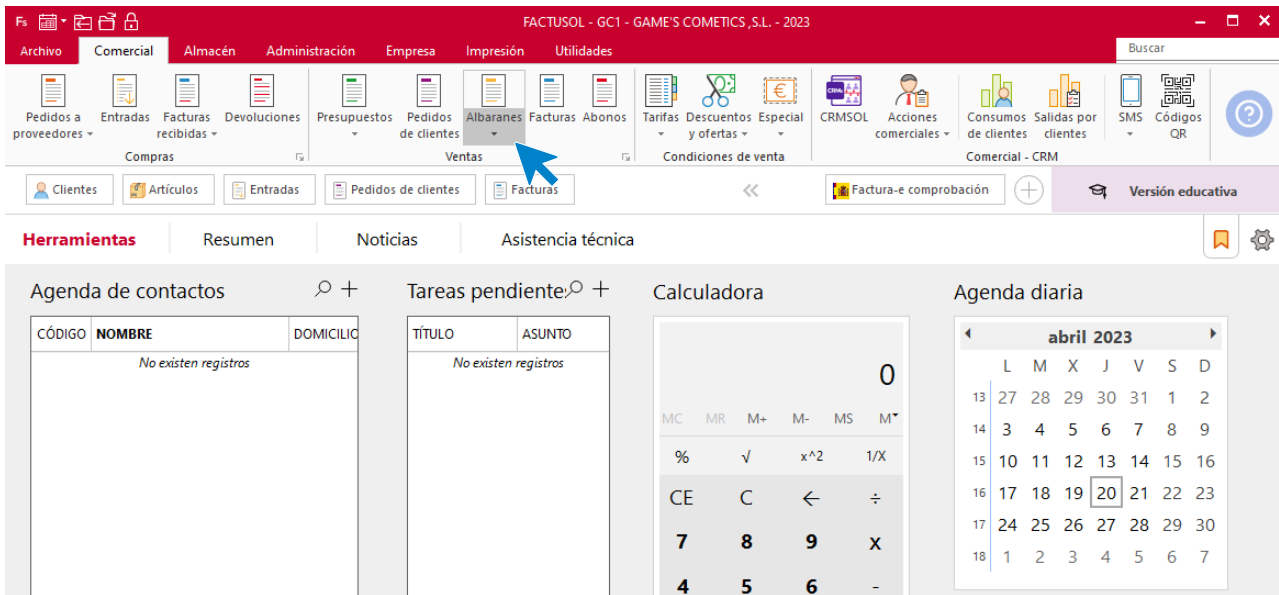 Fs
FACTUSOL - GC1 - GAME'S COMETICS ,S.L. - 2023
Archivo Comercial Almacén Administración Empresa Impresión Utilidades Buscar
Pedidos a proveedores
Entradas
Facturas recibidas
Devoluciones
Presupuestos
Pedidos de clientes
Albaranes
Facturas
Abonos
Tarifas
Descuentos y ofertas
Especial
CRM
CRMSOL
Acciones comerciales
Consumos de clientes
Salidas por clientes
SMS
Códigos QR
?
Compras Ventas Condiciones de venta Comercial - CRM
Clientes Artículos Entradas Pedidos de clientes Facturas << Factura-e comprobación Versión educativa
Herramientas Resumen Noticias Asistencia técnica
Agenda de contactos
CÓDIGO NOMBRE DOMICILIO
No existen registros
Tareas pendientes
TÍTULO ASUNTO
No existen registros
Calculadora
0
MC MR M+ M- MS M
% √ x^2 1/X
CE C ← ÷
7 8 9 x
4 5 6 -
Agenda diaria
abril 2023
L M X J V S D
13 27 28 29 30 31 1 2
14 3 4 5 6 7 8 9
15 10 11 12 13 14 15 16
16 17 18 19 20 21 22 23
17 24 25 26 27 28 29 30
18 1 2 3 4 5 6 7